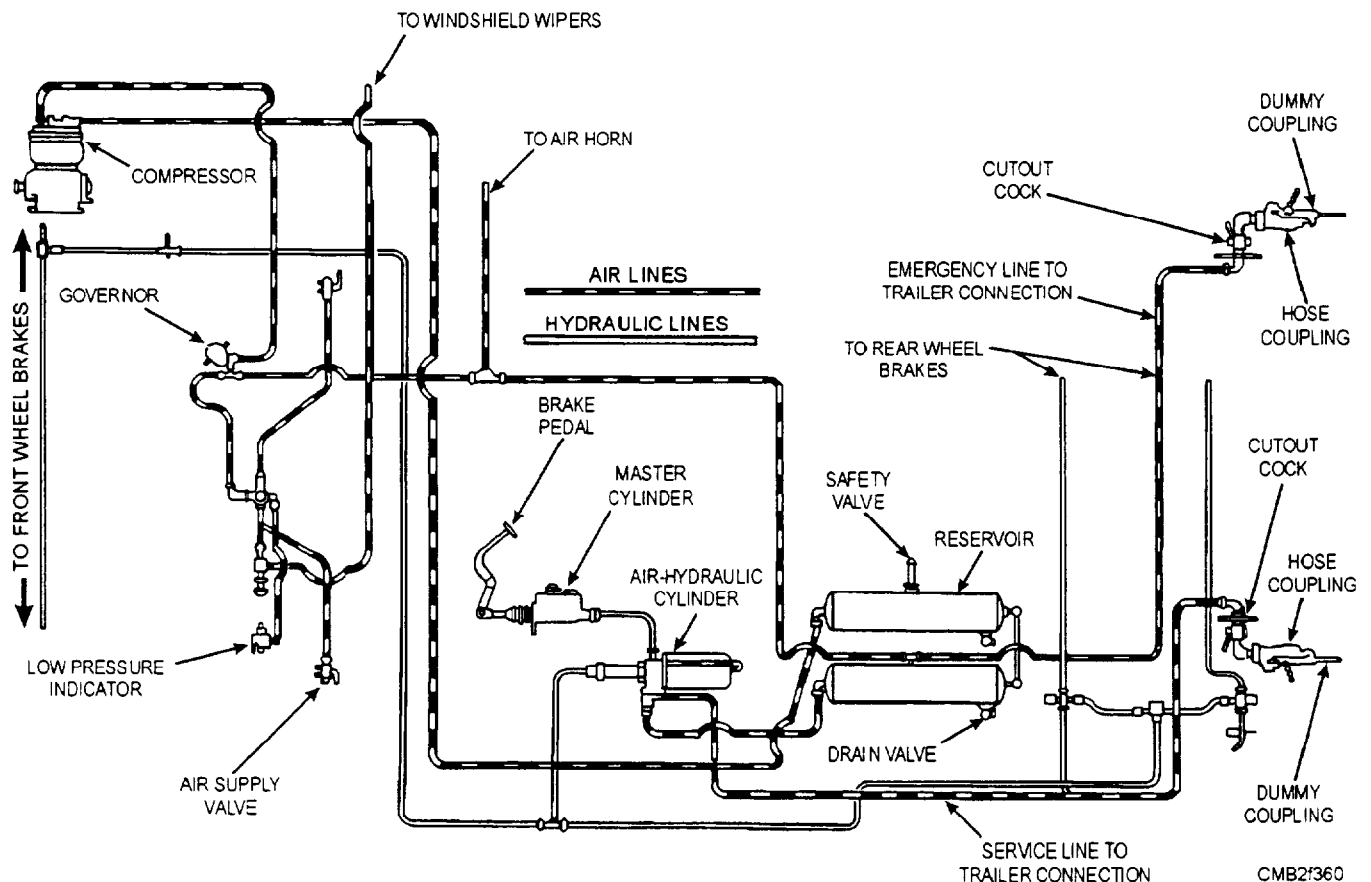 TO WINDSHIELD WIPERS
DUMMY
COUPLING
TO AIR HORN
COMPRESSOR
CUTOUT
COCK
EMERGENCY LINE TO
TRAILER CONNECTION
AIR LINES
GOVERNOR
HOSE
COUPLING
HYDRAULIC LINES
TO REAR WHEEL
BRAKES
TO FRONT WHEEL BRAKES
BRAKE
PEDAL
CUTOUT
COCK
MASTER
CYLINDER
SAFETY
VALVE
RESERVOIR
HOSE
COUPLING
AIR-HYDRAULIC
CYLINDER
LOW PRESSURE
INDICATOR
DRAIN VALVE
AIR SUPPLY
VALVE
DUMMY
COUPLING
SERVICE LINE TO
TRAILER CONNECTION
CMB2f360